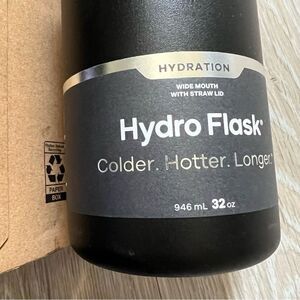 HYDRATION
WIDE MOUTH
WITH STRAW LID
Hydro Flask®
Colder. Hotter. Longer.
946 mL 32 oz
PAPER
BOX